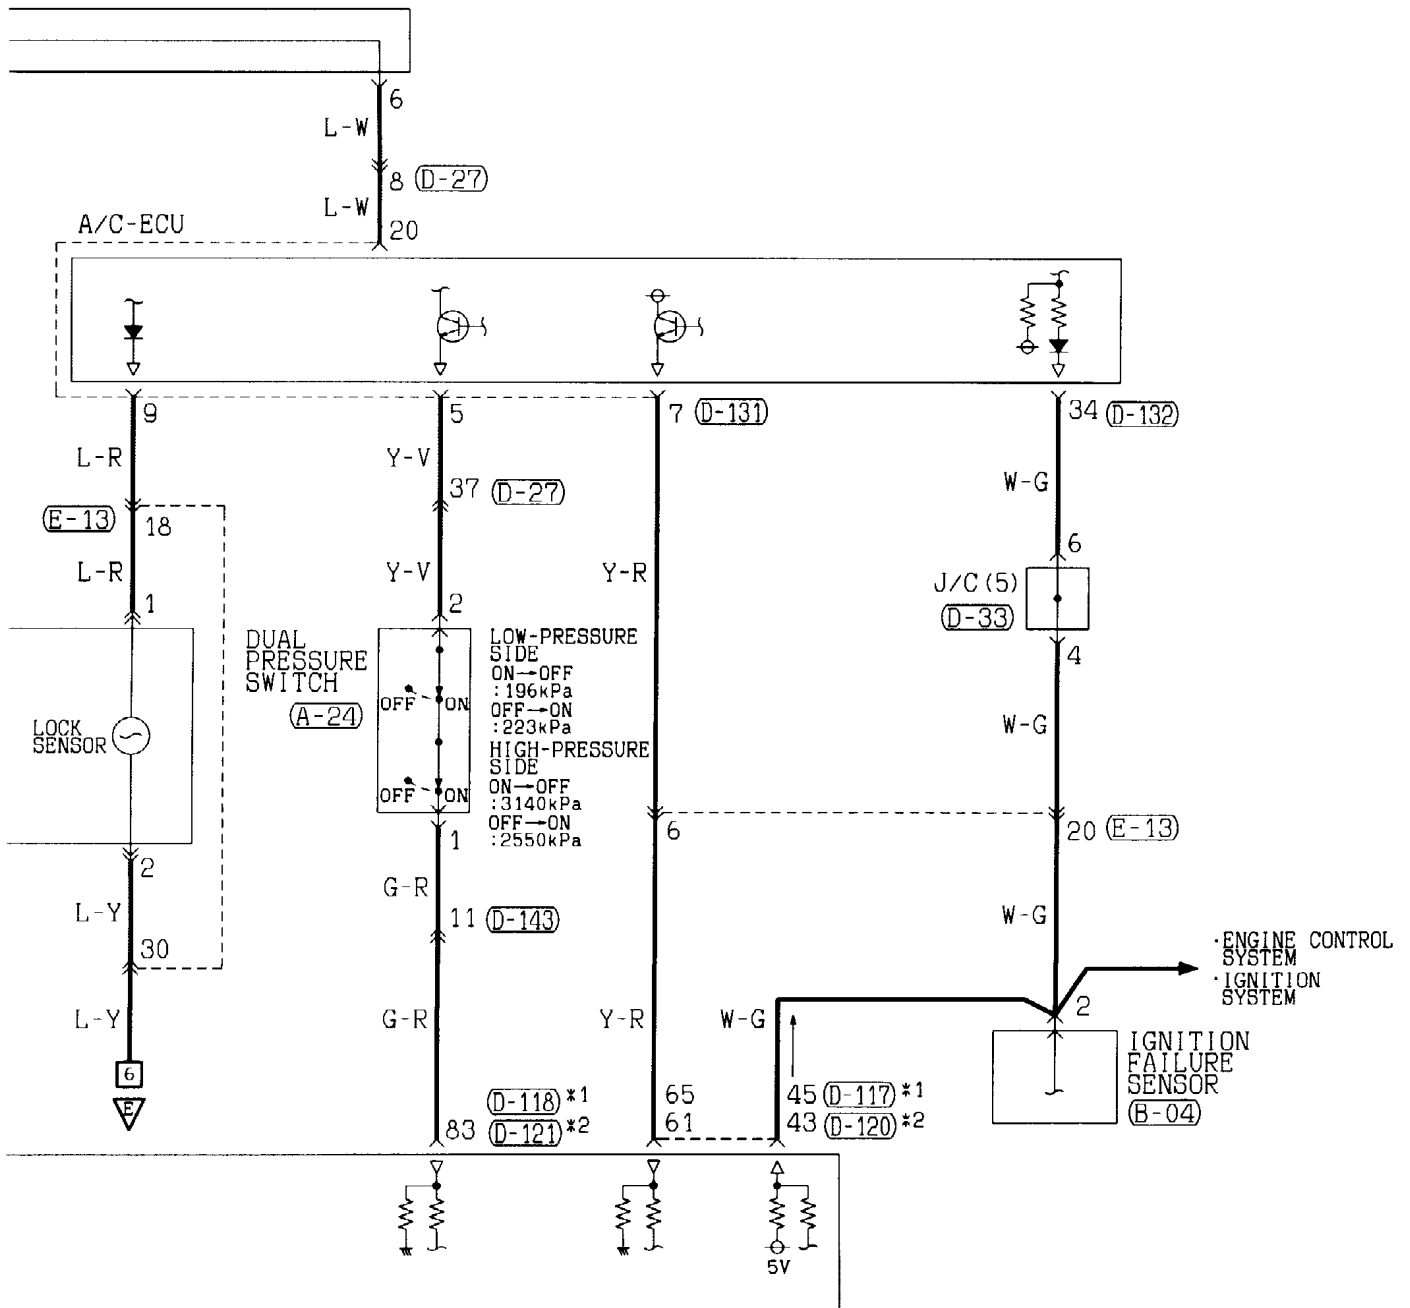 6
L-W
8 (D-27)
L-W
20
A/C-ECU
9
5
7 (D-131)
34 (D-132)
L-R
Y-V
W-G
37 (D-27)
(E-13)
18
L-R
Y-V
Y-R
6
J/C(5)
(D-33)
1
2
4
DUAL
PRESSURE
SWITCH
(A-24)
OFF
ON
OFF
ON
LOW-PRESSURE
SIDE
ON→OFF
:196kPa
OFF→ON
:223kPa
HIGH-PRESSURE
SIDE
ON→OFF
:3140kPa
OFF→ON
:2550kPa
LOCK
SENSOR
W-G
1
6
20 (E-13)
2
G-R
L-Y
11 (D-143)
W-G
30
·ENGINE CONTROL
SYSTEM
·IGNITION
SYSTEM
L-Y
G-R
Y-R
W-G
2
IGNITION
FAILURE
SENSOR
(B-04)
6
E
(D-118)*1
83 (D-121)*2
65
61
45 (D-117)*1
43 (D-120)*2
5V